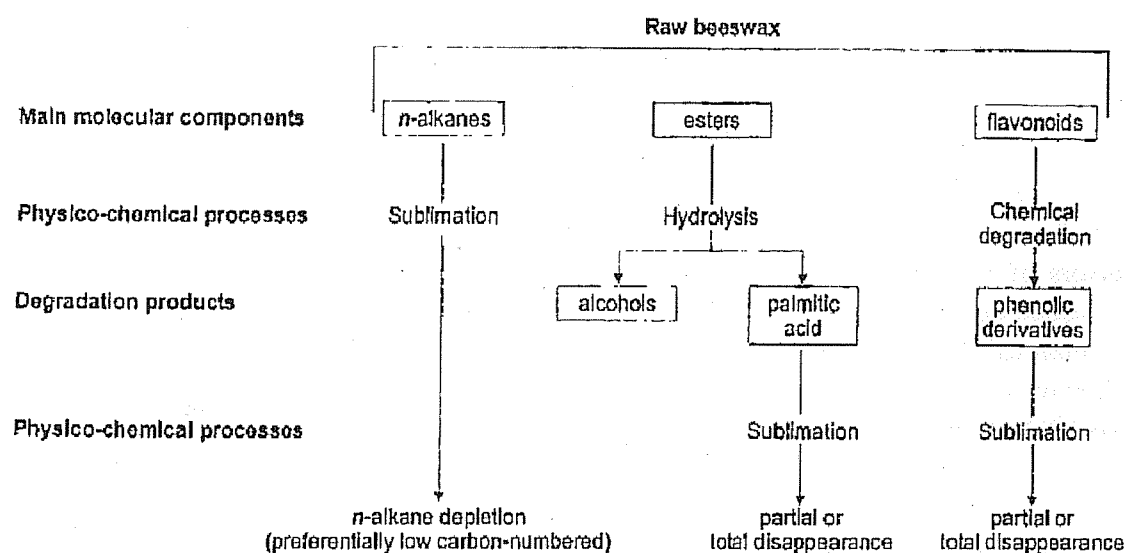 Raw beeswax
Main molecular components n-alkanes esters flavonoids
Physico-chemical processes Sublimation Hydrolysis Chemical
degradation
Degradation products alcohols palmitic
acid phenolic
derivatives
Physico-chemical processes Sublimation Sublimation
n-alkane depletion partial or partial or
(preferentially low carbon-numbered) total disappearance total disappearance